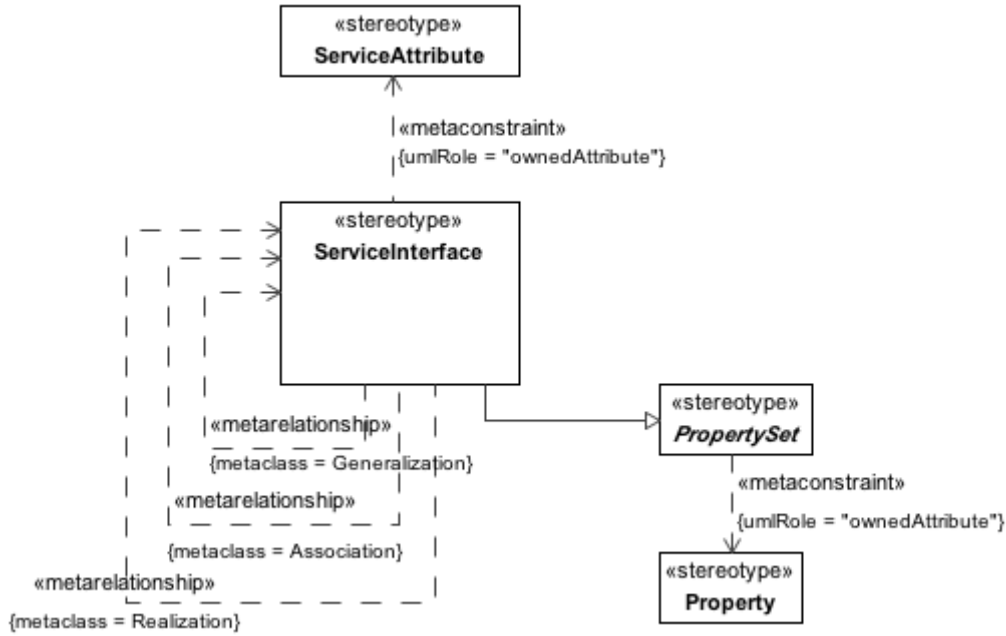 «stereotype»
ServiceAttribute
«metaconstraint»
{umlRole = "ownedAttribute"}
«stereotype»
ServiceInterface
«metarelationship»
{metaclass = Generalization}
«metarelationship»
{metaclass = Association}
«metarelationship»
{metaclass = Realization}
«stereotype»
PropertySet
«metaconstraint»
{umlRole = "ownedAttribute"}
«stereotype»
Property